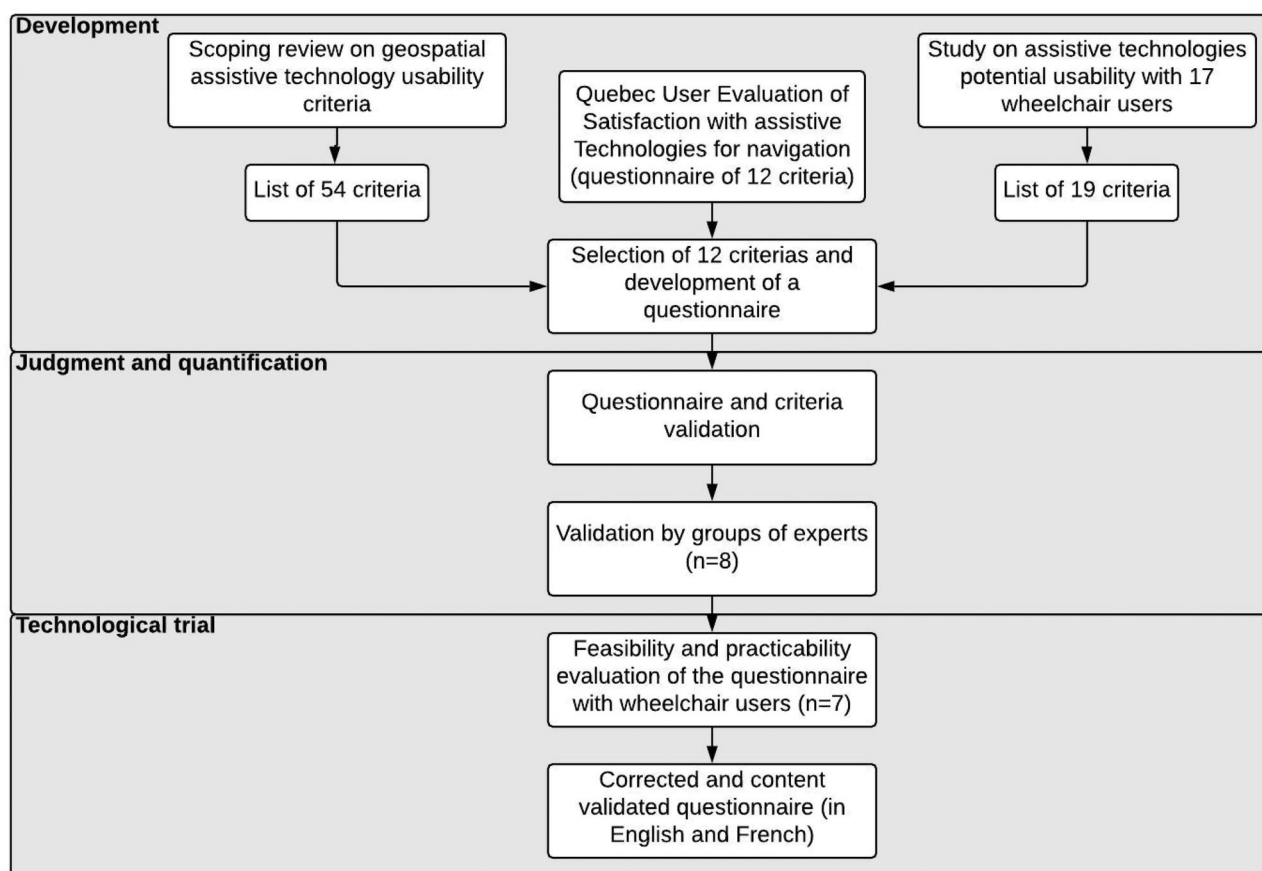 Development
Scoping review on geospatial
assistive technology usability
criteria
List of 54 criteria
Quebec User Evaluation of
Satisfaction with assistive
Technologies for navigation
(questionnaire of 12 criteria)
Study on assistive technologies
potential usability with 17
wheelchair users
List of 19 criteria
Selection of 12 criterias and
development of a
questionnaire
Judgment and quantification
Questionnaire and criteria
validation
Validation by groups of experts
(n=8)
Technological trial
Feasibility and practicability
evaluation of the questionnaire
with wheelchair users (n=7)
Corrected and content
validated questionnaire (in
English and French)